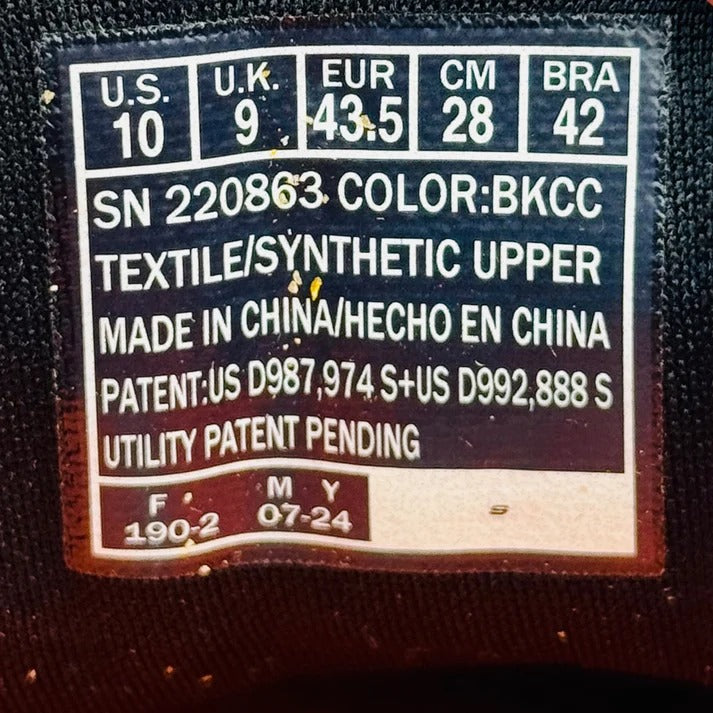 U.S. U.K. EUR CM BRA
10 9 43.5 28 42
SN 220863 COLOR:BKCC
TEXTILE/SYNTHETIC UPPER
MADE IN CHINA/HECHO EN CHINA
PATENT:US D987,974 S+US D992,888 S
UTILITY PATENT PENDING
F M Y
190-2 07-24
s